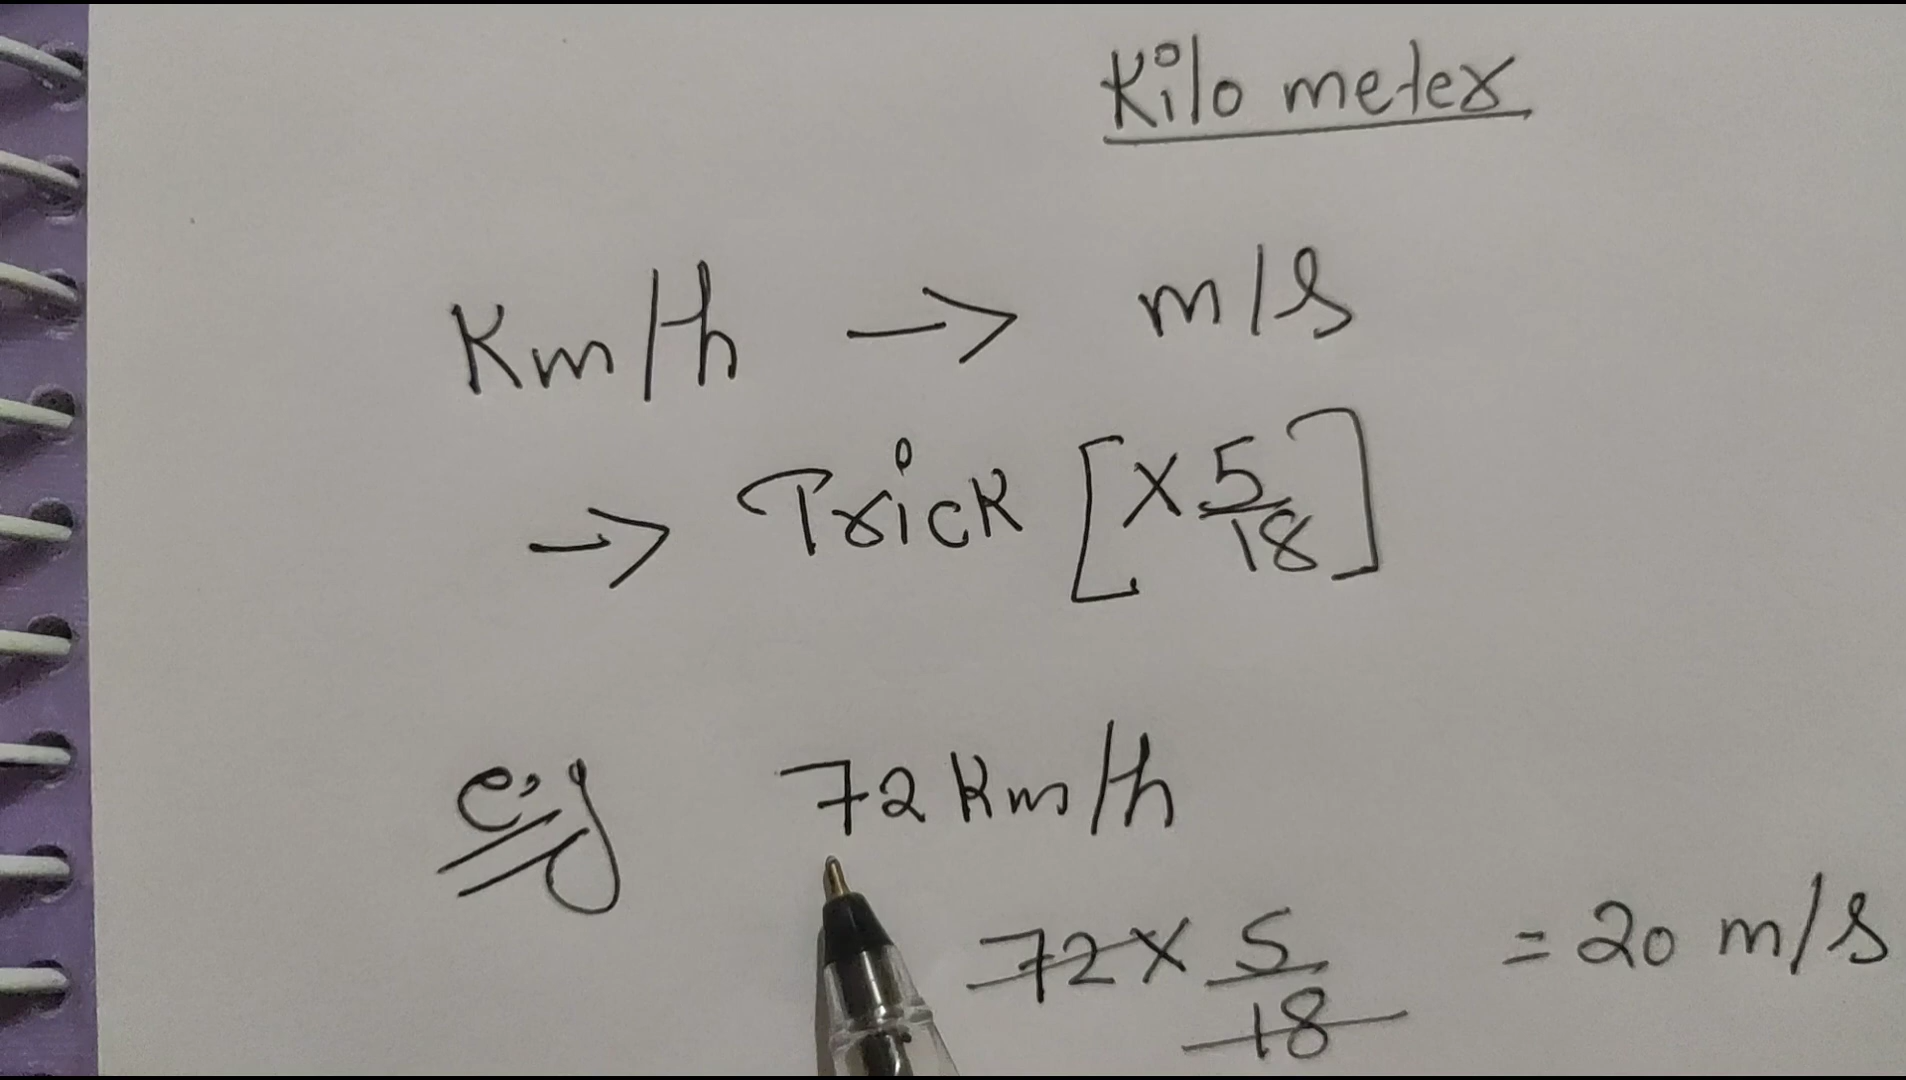 Kilo meter
Km/h → m/s
→ Trick [× 5/18]
e.g 72 Km/h
72 × 5/18 = 20 m/s